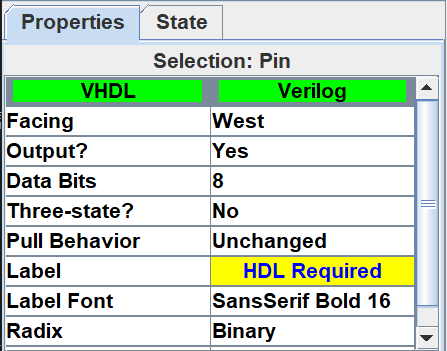 Properties State
Selection: Pin
VHDL Verilog
Facing West
Output? Yes
Data Bits 8
Three-state? No
Pull Behavior Unchanged
Label HDL Required
Label Font SansSerif Bold 16
Radix Binary